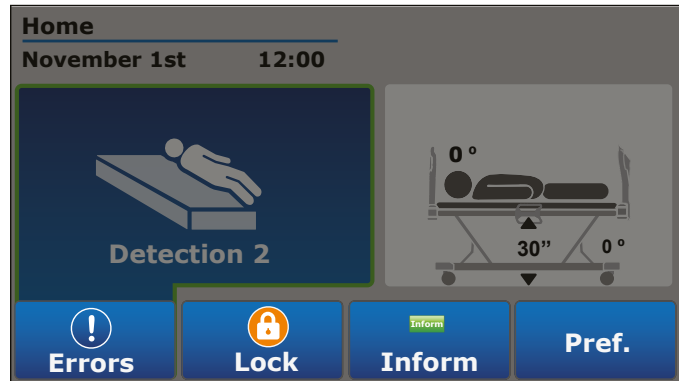 Home
November 1st 12:00
Detection 2
0 °
30” 0 °
! Errors
Lock
Inform
Inform
Pref.